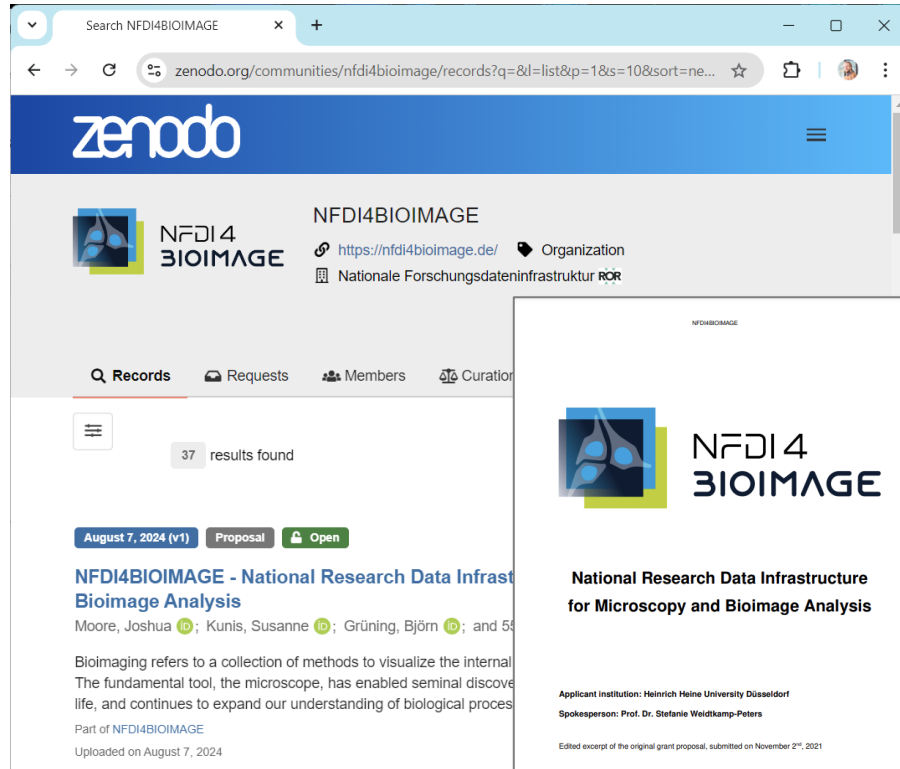 Search NFDI4BIOIMAGE
zenodo.org/communities/nfdi4bioimage/records?q=&l=list&p=1&s=10&sort=ne...
zenodo
NFDI4
BIOIMAGE
NFDI4BIOIMAGE
https://nfdi4bioimage.de/ Organization
Nationale Forschungsdateninfrastruktur ROR
Records Requests Members Curation
37 results found
August 7, 2024 (v1) Proposal Open
NFDI4BIOIMAGE - National Research Data Infrast
Bioimage Analysis
Moore, Joshua iD; Kunis, Susanne iD; Grüning, Björn iD; and 55
Bioimaging refers to a collection of methods to visualize the internal
The fundamental tool, the microscope, has enabled seminal discove
life, and continues to expand our understanding of biological proces
Part of NFDI4BIOIMAGE
Uploaded on August 7, 2024
NFDI4BIOIMAGE
NFDI4
BIOIMAGE
National Research Data Infrastructure
for Microscopy and Bioimage Analysis
Applicant institution: Heinrich Heine University Düsseldorf
Spokesperson: Prof. Dr. Stefanie Weidtkamp-Peters
Edited excerpt of the original grant proposal, submitted on November 2nd, 2021